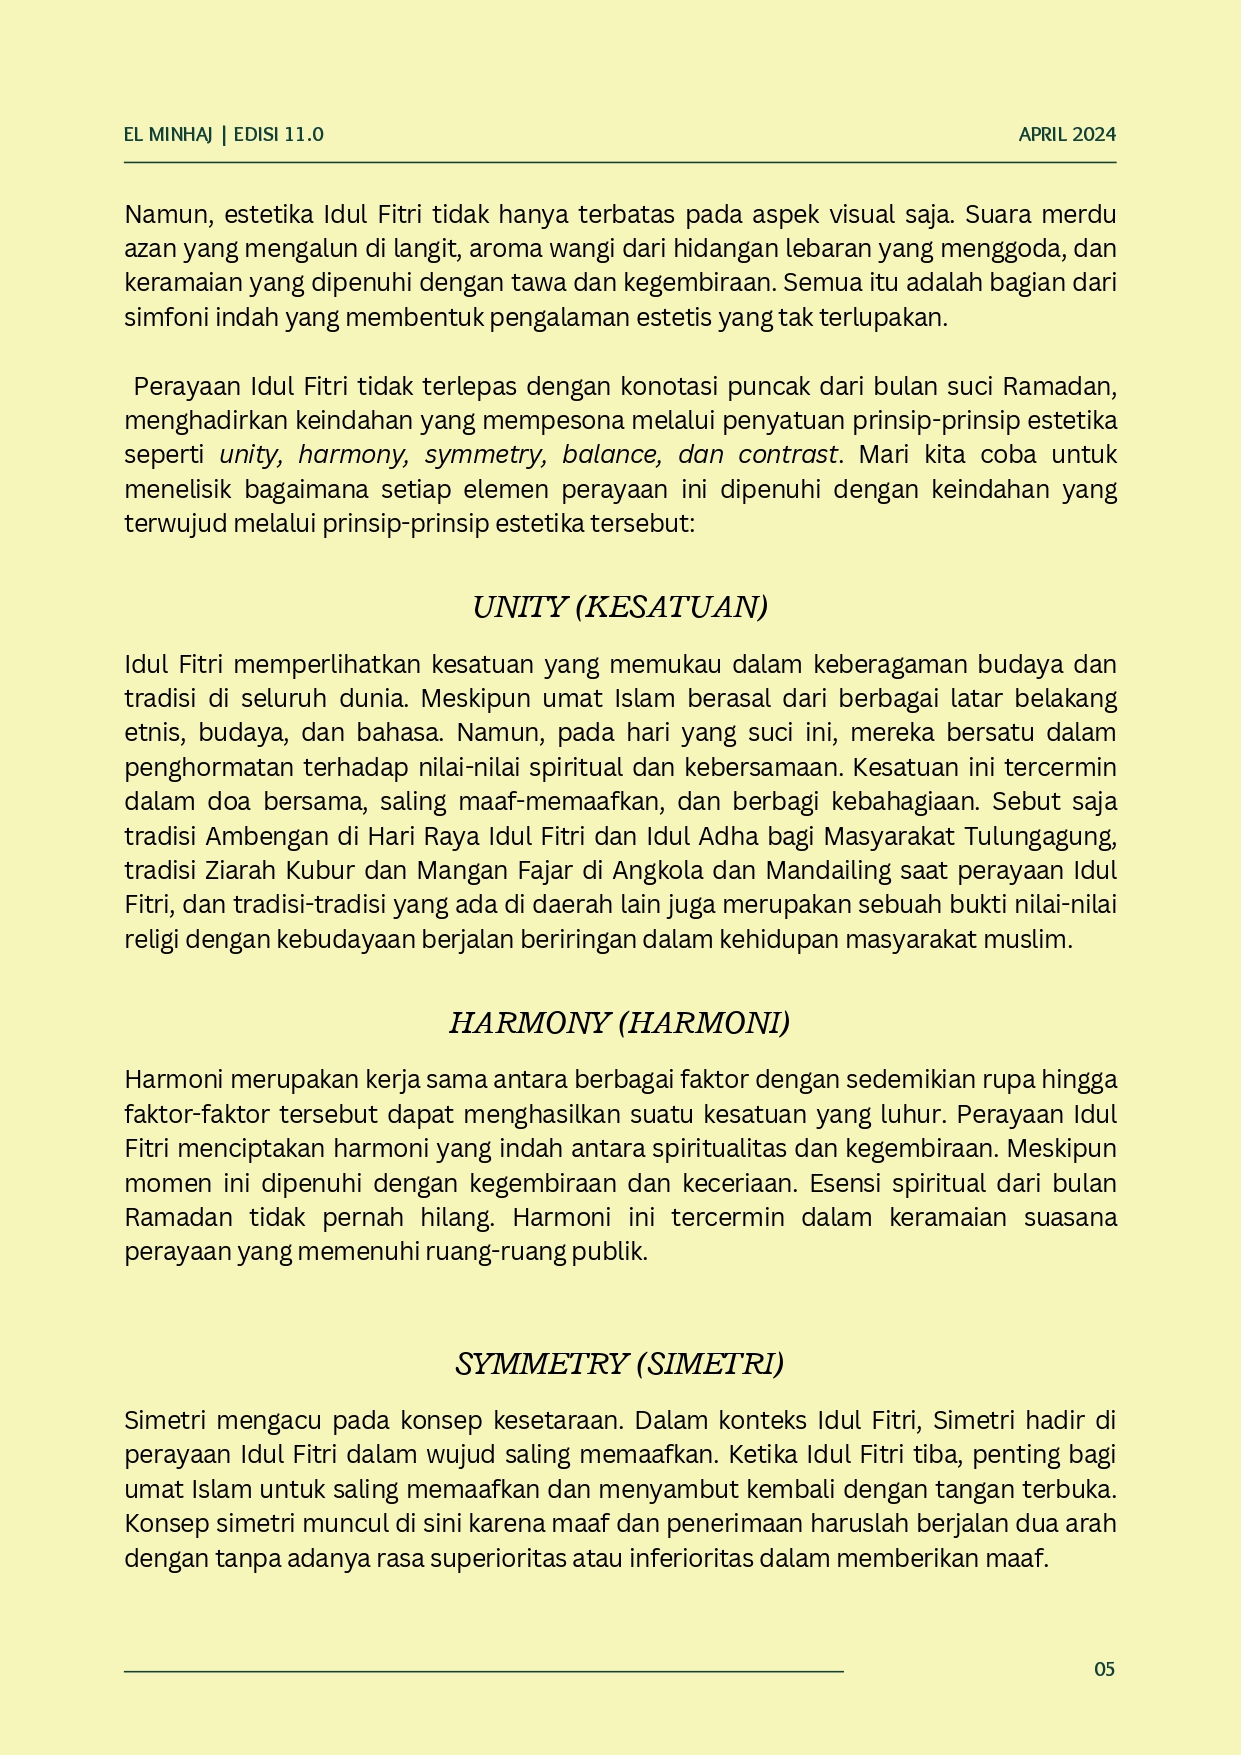 EL MINHAJ | EDISI 11.0
APRIL 2024
Namun, estetika Idul Fitri tidak hanya terbatas pada aspek visual saja. Suara merdu
azan yang mengalun di langit, aroma wangi dari hidangan lebaran yang menggoda, dan
keramaian yang dipenuhi dengan tawa dan kegembiraan. Semua itu adalah bagian dari
simfoni indah yang membentuk pengalaman estetis yang tak terlupakan.
Perayaan Idul Fitri tidak terlepas dengan konotasi puncak dari bulan suci Ramadan,
menghadirkan keindahan yang mempesona melalui penyatuan prinsip-prinsip estetika
seperti unity, harmony, symmetry, balance, dan contrast. Mari kita coba untuk
menelisik bagaimana setiap elemen perayaan ini dipenuhi dengan keindahan yang
terwujud melalui prinsip-prinsip estetika tersebut:
UNITY (KESATUAN)
Idul Fitri memperlihatkan kesatuan yang memukau dalam keberagaman budaya dan
tradisi di seluruh dunia. Meskipun umat Islam berasal dari berbagai latar belakang
etnis, budaya, dan bahasa. Namun, pada hari yang suci ini, mereka bersatu dalam
penghormatan terhadap nilai-nilai spiritual dan kebersamaan. Kesatuan ini tercermin
dalam doa bersama, saling maaf-memaafkan, dan berbagi kebahagiaan. Sebut saja
tradisi Ambengan di Hari Raya Idul Fitri dan Idul Adha bagi Masyarakat Tulungagung,
tradisi Ziarah Kubur dan Mangan Fajar di Angkola dan Mandailing saat perayaan Idul
Fitri, dan tradisi-tradisi yang ada di daerah lain juga merupakan sebuah bukti nilai-nilai
religi dengan kebudayaan berjalan beriringan dalam kehidupan masyarakat muslim.
HARMONY (HARMONI)
Harmoni merupakan kerja sama antara berbagai faktor dengan sedemikian rupa hingga
faktor-faktor tersebut dapat menghasilkan suatu kesatuan yang luhur. Perayaan Idul
Fitri menciptakan harmoni yang indah antara spiritualitas dan kegembiraan. Meskipun
momen ini dipenuhi dengan kegembiraan dan keceriaan. Esensi spiritual dari bulan
Ramadan tidak pernah hilang. Harmoni ini tercermin dalam keramaian suasana
perayaan yang memenuhi ruang-ruang publik.
SYMMETRY (SIMETRI)
Simetri mengacu pada konsep kesetaraan. Dalam konteks Idul Fitri, Simetri hadir di
perayaan Idul Fitri dalam wujud saling memaafkan. Ketika Idul Fitri tiba, penting bagi
umat Islam untuk saling memaafkan dan menyambut kembali dengan tangan terbuka.
Konsep simetri muncul di sini karena maaf dan penerimaan haruslah berjalan dua arah
dengan tanpa adanya rasa superioritas atau inferioritas dalam memberikan maaf.
05